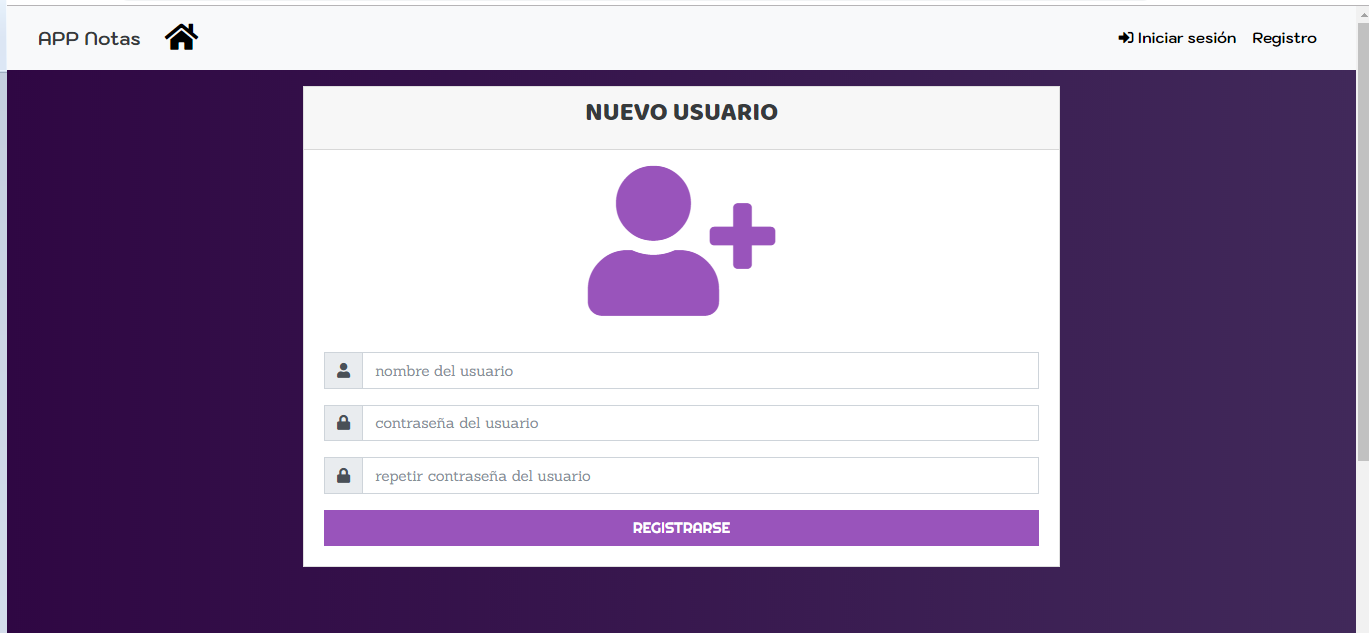 APP Notas
Iniciar sesión Registro
NUEVO USUARIO
nombre del usuario
contraseña del usuario
repetir contraseña del usuario
REGISTRARSE